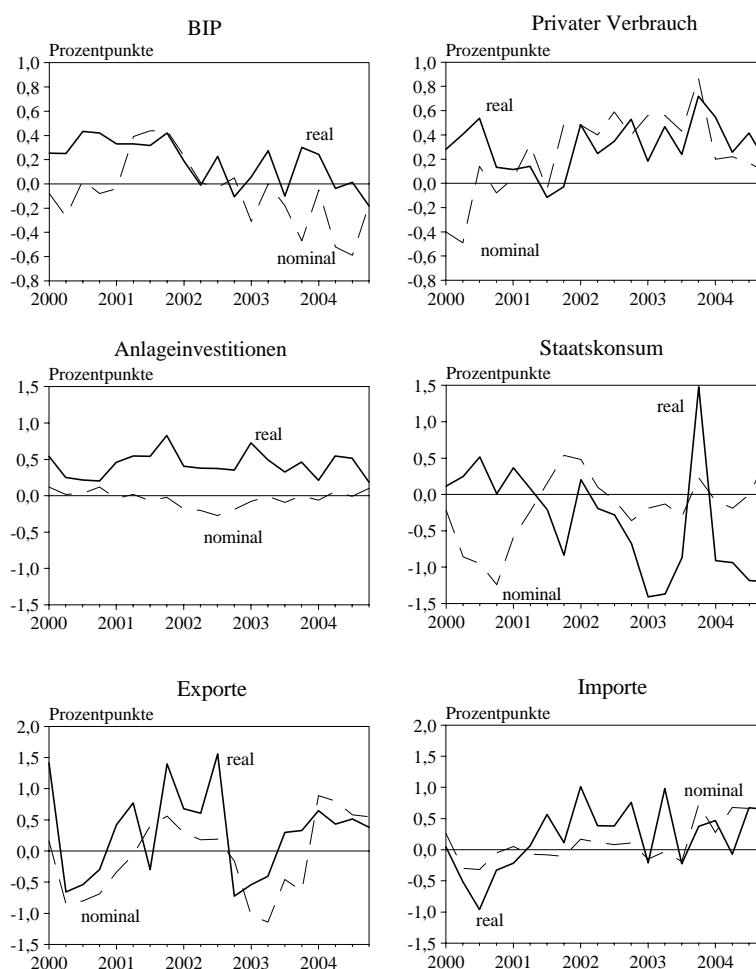 BIP
Prozentpunkte
1,0
0,8
0,6
0,4
0,2
0,0
-0,2
-0,4
-0,6
-0,8
real
nominal
2000 2001 2002 2003 2004
Privater Verbrauch
Prozentpunkte
1,0
0,8
0,6
0,4
0,2
0,0
-0,2
-0,4
-0,6
-0,8
real
nominal
2000 2001 2002 2003 2004
Anlageinvestitionen
Prozentpunkte
1,5
1,0
0,5
0,0
-0,5
-1,0
-1,5
real
nominal
2000 2001 2002 2003 2004
Staatskonsum
Prozentpunkte
1,5
1,0
0,5
0,0
-0,5
-1,0
-1,5
real
nominal
2000 2001 2002 2003 2004
Exporte
Prozentpunkte
2,0
1,5
1,0
0,5
0,0
-0,5
-1,0
-1,5
real
nominal
2000 2001 2002 2003 2004
Importe
Prozentpunkte
2,0
1,5
1,0
0,5
0,0
-0,5
-1,0
-1,5
nominal
real
2000 2001 2002 2003 2004